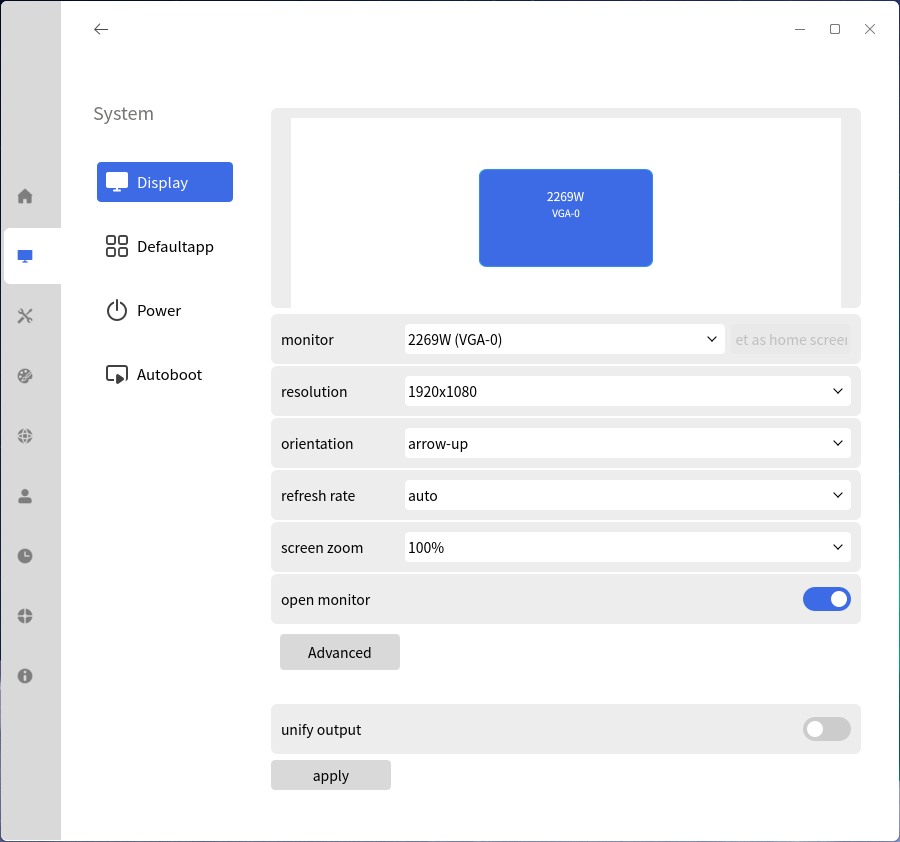 System
Display
Defaultapp
Power
Autoboot
2269W
VGA-0
monitor
2269W (VGA-0)
et as home screen
resolution
1920x1080
orientation
arrow-up
refresh rate
auto
screen zoom
100%
open monitor
Advanced
unify output
apply